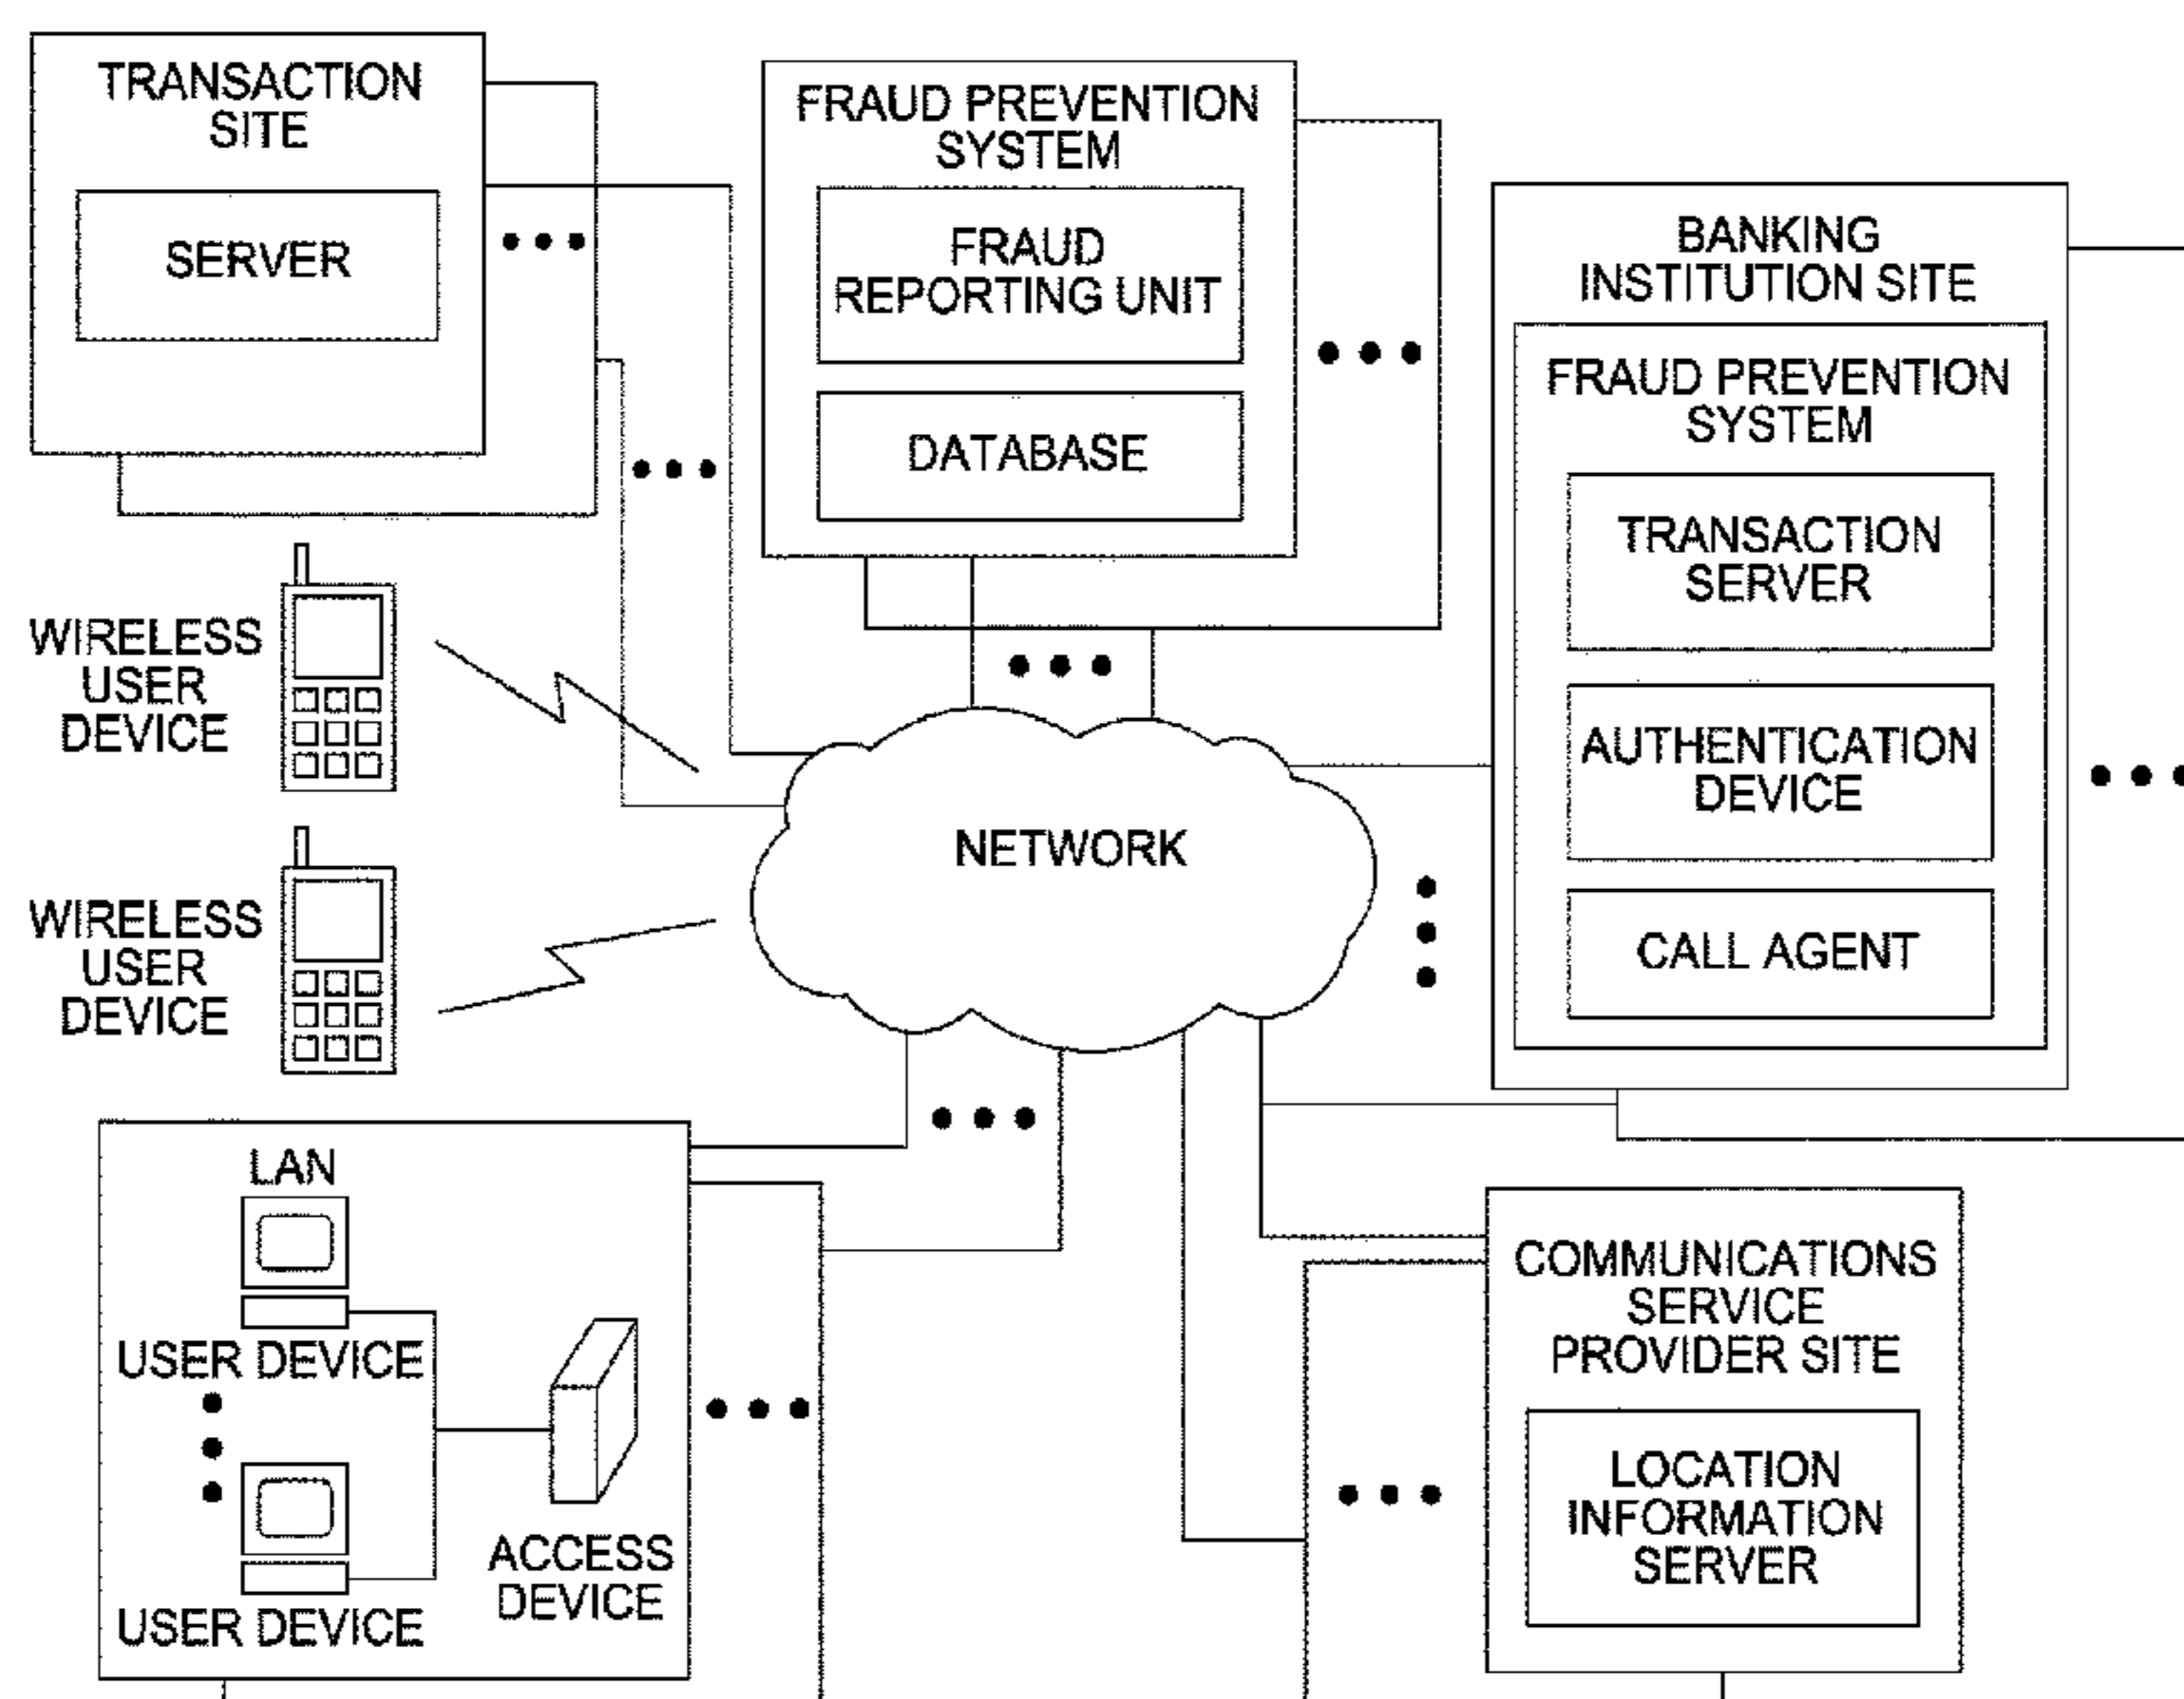 TRANSACTION
SITE
SERVER
FRAUD PREVENTION
SYSTEM
FRAUD
REPORTING UNIT
DATABASE
BANKING
INSTITUTION SITE
FRAUD PREVENTION
SYSTEM
TRANSACTION
SERVER
AUTHENTICATION
DEVICE
CALL AGENT
WIRELESS
USER
DEVICE
WIRELESS
USER
DEVICE
NETWORK
LAN
USER DEVICE
USER DEVICE
ACCESS
DEVICE
COMMUNICATIONS
SERVICE
PROVIDER SITE
LOCATION
INFORMATION
SERVER